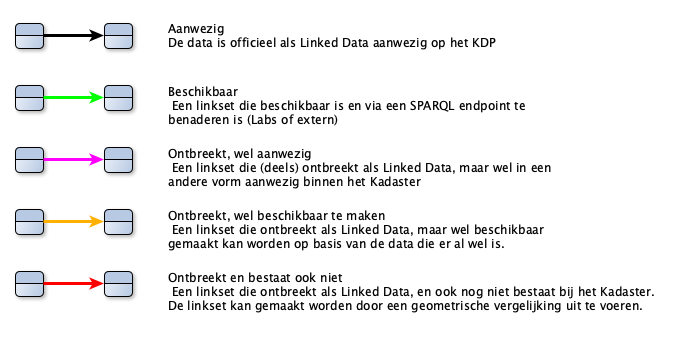 Aanwezig
De data is officieel als Linked Data aanwezig op het KDP
Beschikbaar
Een linkset die beschikbaar is en via een SPARQL endpoint te
benaderen is (Labs of extern)
Ontbreekt, wel aanwezig
Een linkset die (deels) ontbreekt als Linked Data, maar wel in een
andere vorm aanwezig binnen het Kadaster
Ontbreekt, wel beschikbaar te maken
Een linkset die ontbreekt als Linked Data, maar wel beschikbaar
gemaakt kan worden op basis van de data die er al wel is.
Ontbreekt en bestaat ook niet
Een linkset die ontbreekt als Linked Data, en ook nog niet bestaat bij het Kadaster.
De linkset kan gemaakt worden door een geometrische vergelijking uit te voeren.